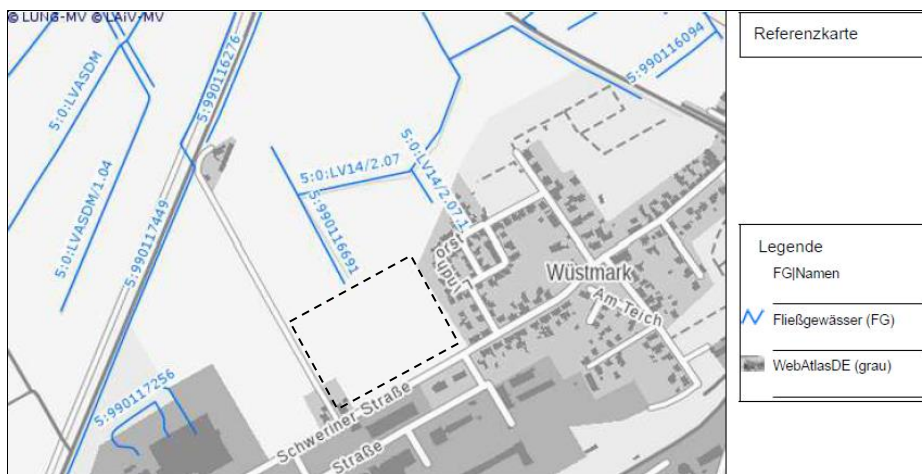 © LUNG-MV © LAiV-MV
5:0:LVASDM
5:990116276
5:990116094
5:0:LV14/2.07
5:0:LV14/2.07.1
5:0:LVASDM/1.04
5:990117449
5:990116691
Wüstmark
Am Teich
5:990117256
Schweriner Straße
Straße
Referenzkarte
Legende
FG|Namen
Fließgewässer (FG)
WebAtlasDE (grau)